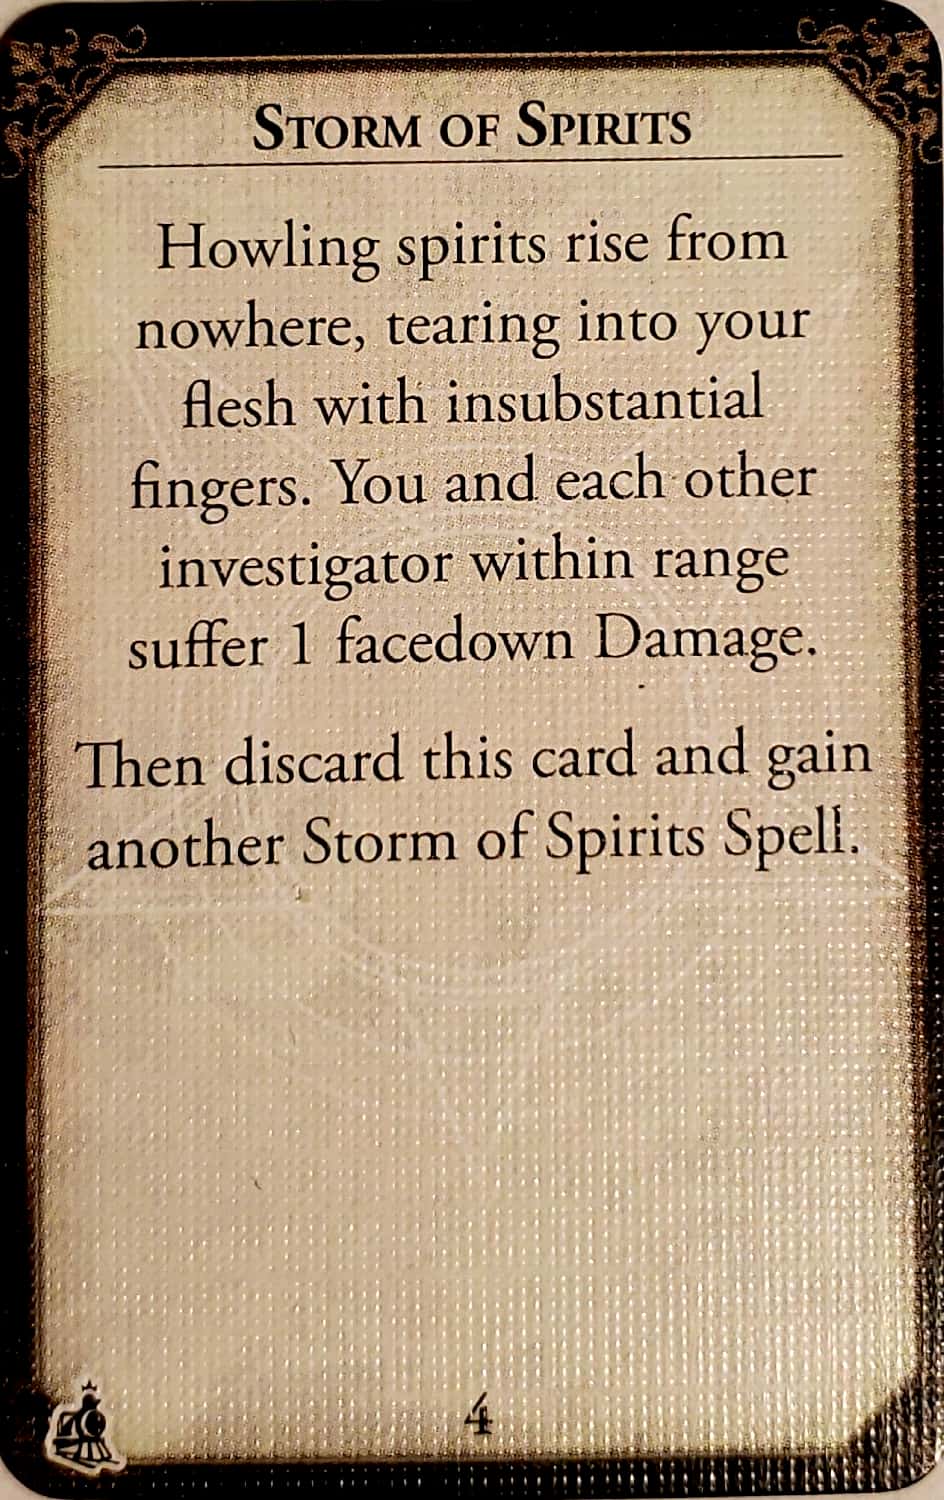 STORM OF SPIRITS
Howling spirits rise from
nowhere, tearing into your
flesh with insubstantial
fingers. You and each other
investigator within range
suffer 1 facedown Damage.
Then discard this card and gain
another Storm of Spirits Spell.
4